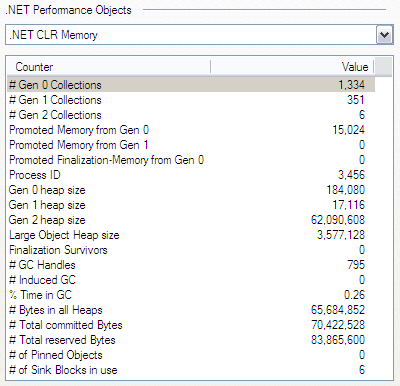 .NET Perfomance Objects
.NET CLR Memory
Counter Value
# Gen 0 Collections 1,334
# Gen 1 Collections 351
# Gen 2 Collections 6
Promoted Memory from Gen 0 15,024
Promoted Memory from Gen 1 0
Promoted Finalization-Memory from Gen 0 0
Process ID 3,456
Gen 0 heap size 184,080
Gen 1 heap size 17,116
Gen 2 heap size 62,090,608
Large Object Heap size 3,577,128
Finalization Survivors 0
# GC Handles 795
# Induced GC 0
% Time in GC 0.26
# Bytes in all Heaps 65,684,852
# Total committed Bytes 70,422,528
# Total reserved Bytes 83,865,600
# of Pinned Objects 0
# of Sink Blocks in use 6